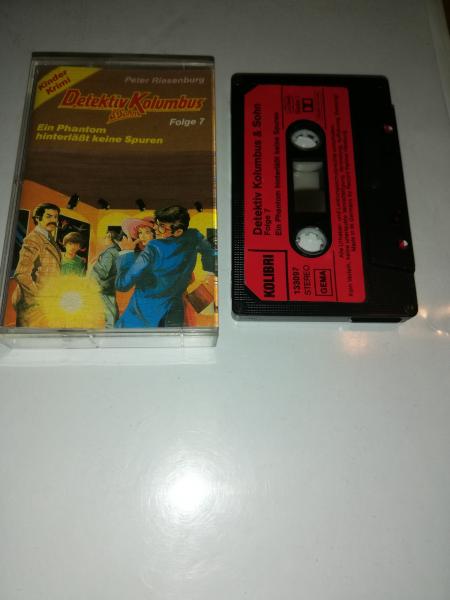 Kinder
Krimi
Peter Riesenburg
Detektiv Kolumbus
& Sohn
Folge 7
Ein Phantom
hinterläßt keine Spuren
Detektiv Kolumbus & Sohn
Folge 7
Ein Phantom hinterläßt keine Spuren
KOLIBRI
133097
STEREO
GEMA